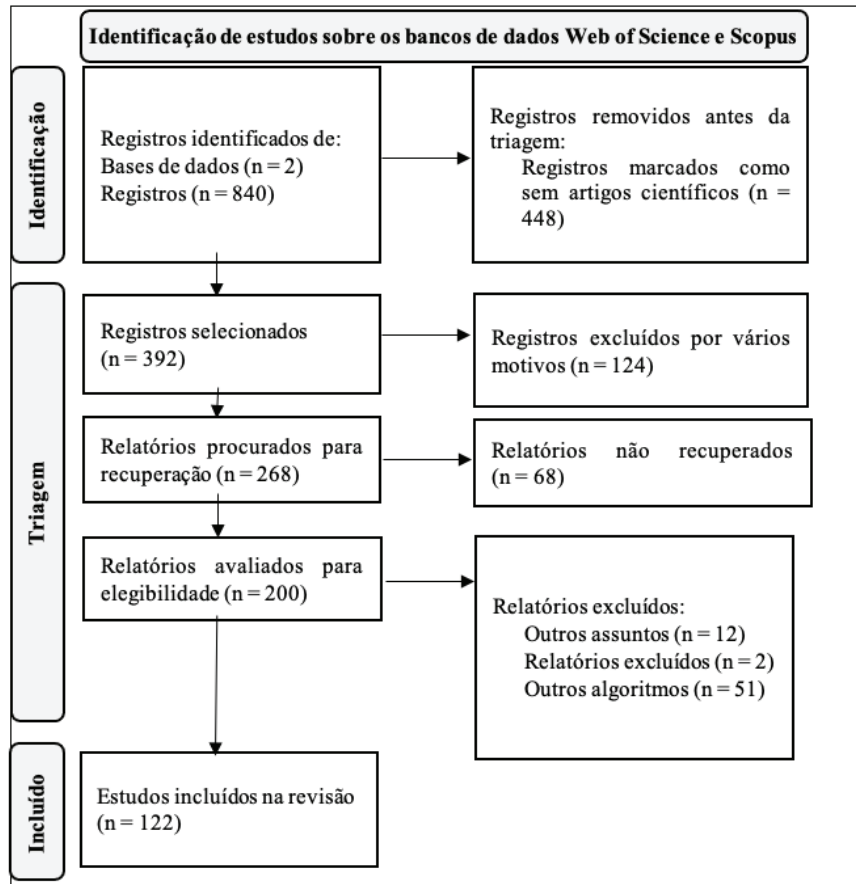 Identificação de estudos sobre os bancos de dados Web of Science e Scopus
Identificação
Registros identificados de:
Bases de dados (n = 2)
Registros (n = 840)
Registros removidos antes da
triagem:
Registros marcados como
sem artigos científicos (n =
448)
Triagem
Registros selecionados
(n = 392)
Registros excluídos por vários
motivos (n = 124)
Relatórios procurados para
recuperação (n = 268)
Relatórios não recuperados
(n = 68)
Relatórios avaliados para
elegibilidade (n = 200)
Relatórios excluídos:
Outros assuntos (n = 12)
Relatórios excluídos (n = 2)
Outros algoritmos (n = 51)
Incluído
Estudos incluídos na revisão
(n = 122)